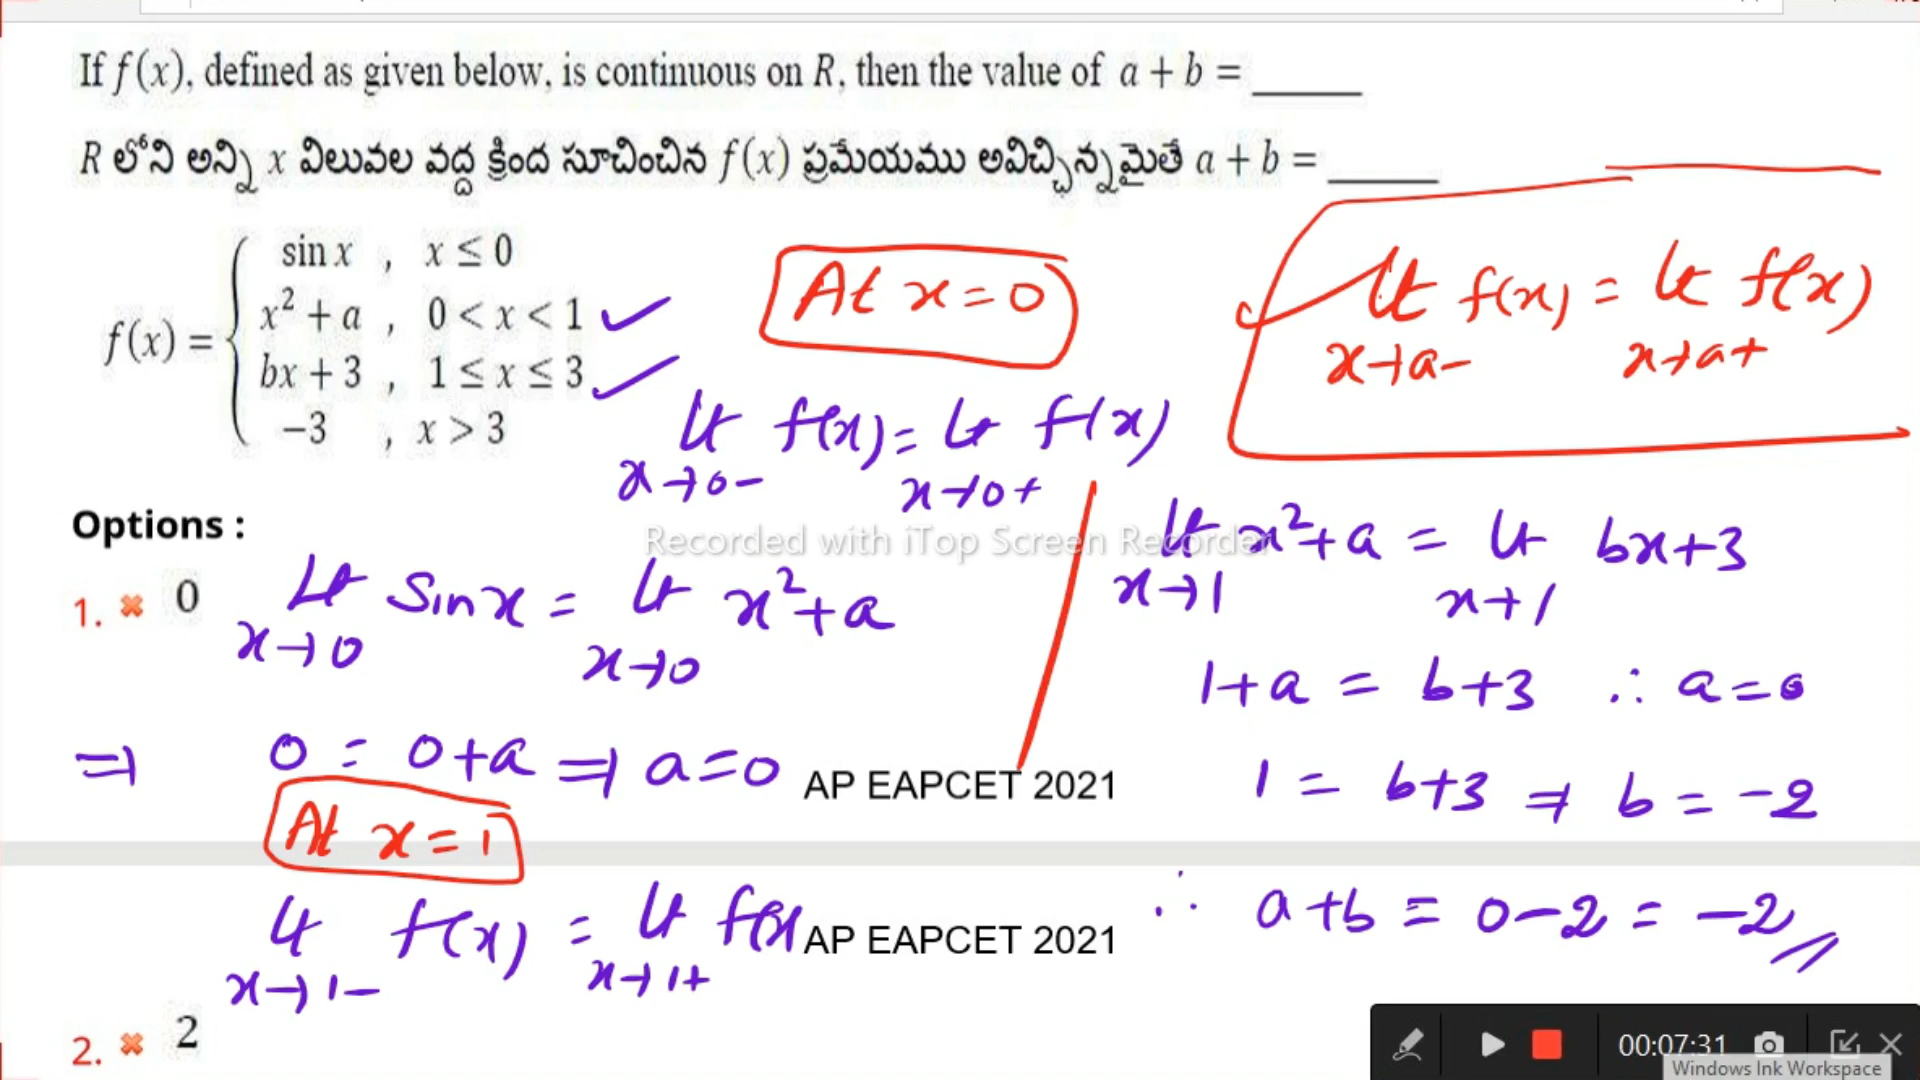 If f(x), defined as given below, is continuous on R, then the value of a + b = _____
R లోని అన్ని x విలువల వద్ద క్రింద సూచించిన f(x) ప్రమేయము అవిచ్ఛిన్నమైతే a + b = _____
f(x) = { sin x , x ≤ 0
x² + a , 0 < x < 1
bx + 3 , 1 ≤ x ≤ 3
−3 , x > 3
At x = 0
Lt f(x) = Lt f(x)
x→a− x→a+
Lt f(x) = Lt f(x)
x→0− x→0+
Options :
Recorded with iTop Screen Recorder
1. ✖ 0
Lt sin x = Lt x² + a
x→0 x→0
⇒ 0 = 0 + a ⇒ a = 0
AP EAPCET 2021
At x = 1
Lt f(x) = Lt f(x
x→1− x→1+
AP EAPCET 2021
Lt x² + a = Lt bx + 3
x→1 x→1
1 + a = b + 3 ∴ a = 0
1 = b + 3 ⇒ b = −2
∴ a + b = 0 − 2 = −2
2. ✖ 2
00:07:31
Windows Ink Workspace